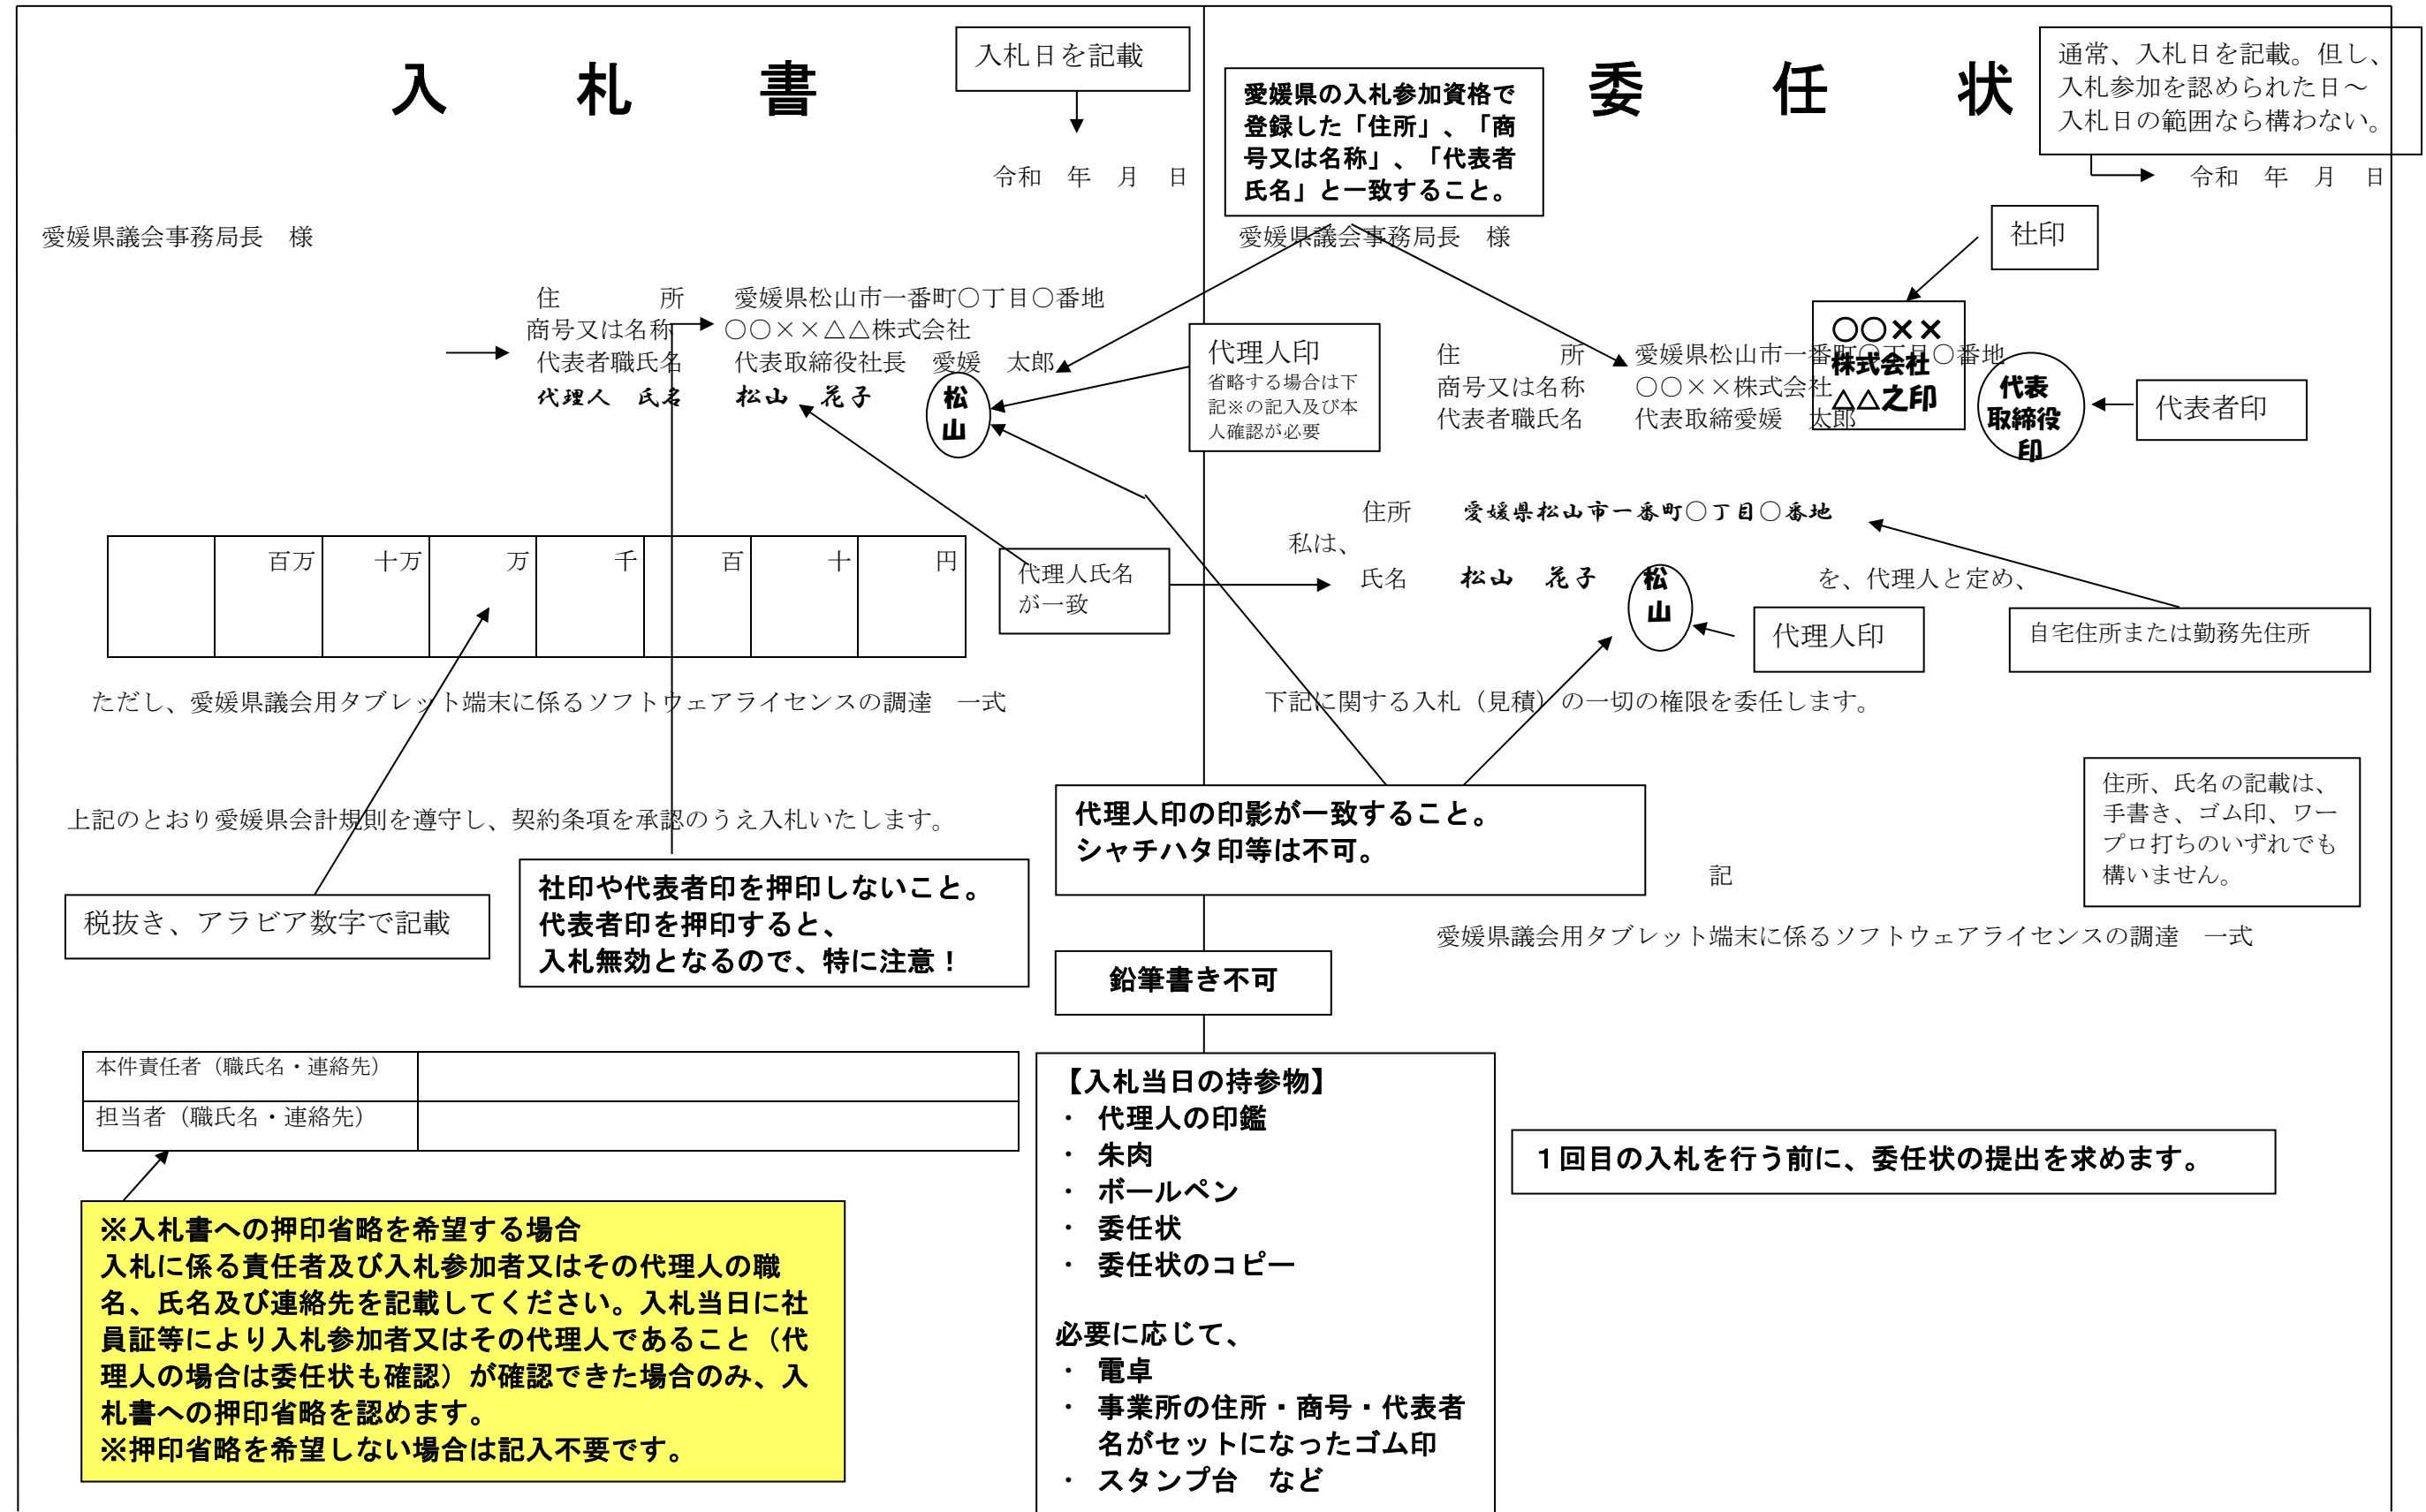 入札書
入札日を記載
令和　年　月　日
愛媛県議会事務局長　様
住　　　　所　　愛媛県松山市一番町○丁目○番地
商号又は名称　　○○××△△株式会社
代表者職氏名　　代表取締役社長　愛媛　太郎
代理人　氏名　　松山　花子
松山
代理人印
省略する場合は下
記※の記入及び本
人確認が必要
百万　十万　万　千　百　十　円
代理人氏名
が一致
ただし、愛媛県議会用タブレット端末に係るソフトウェアライセンスの調達　一式
上記のとおり愛媛県会計規則を遵守し、契約条項を承認のうえ入札いたします。
税抜き、アラビア数字で記載
社印や代表者印を押印しないこと。
代表者印を押印すると、
入札無効となるので、特に注意！
本件責任者（職氏名・連絡先）
担当者（職氏名・連絡先）
※入札書への押印省略を希望する場合
入札に係る責任者及び入札参加者又はその代理人の職
名、氏名及び連絡先を記載してください。入札当日に社
員証等により入札参加者又はその代理人であること（代
理人の場合は委任状も確認）が確認できた場合のみ、入
札書への押印省略を認めます。
※押印省略を希望しない場合は記入不要です。
委任状
愛媛県の入札参加資格で
登録した「住所」、「商
号又は名称」、「代表者
氏名」と一致すること。
通常、入札日を記載。但し、
入札参加を認められた日～
入札日の範囲なら構わない。
令和　年　月　日
愛媛県議会事務局長　様
社印
住　　　　所　　愛媛県松山市一番町○丁目○番地
商号又は名称　　○○××株式会社
代表者職氏名　　代表取締愛媛　太郎
○○××
株式会社
△△之印
代表
取締役
印
代表者印
住所　　愛媛県松山市一番町○丁目○番地
私は、
氏名　　松山　花子
松山
を、代理人と定め、
代理人印
自宅住所または勤務先住所
下記に関する入札（見積）の一切の権限を委任します。
代理人印の印影が一致すること。
シャチハタ印等は不可。
住所、氏名の記載は、
手書き、ゴム印、ワー
プロ打ちのいずれでも
構いません。
記
愛媛県議会用タブレット端末に係るソフトウェアライセンスの調達　一式
鉛筆書き不可
【入札当日の持参物】
・ 代理人の印鑑
・ 朱肉
・ ボールペン
・ 委任状
・ 委任状のコピー
必要に応じて、
・ 電卓
・ 事業所の住所・商号・代表者
名がセットになったゴム印
・ スタンプ台　など
１回目の入札を行う前に、委任状の提出を求めます。